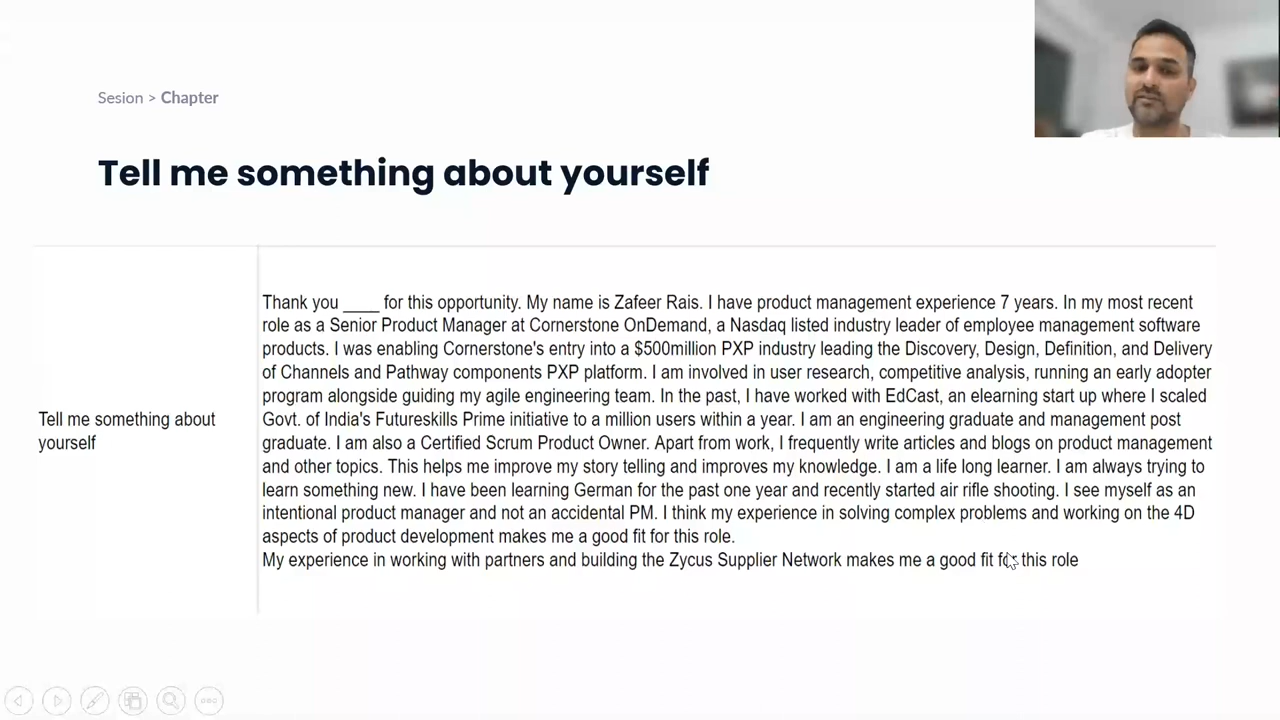 Sesion > Chapter
Tell me something about yourself
Tell me something about
yourself
Thank you ____ for this opportunity. My name is Zafeer Rais. I have product management experience 7 years. In my most recent
role as a Senior Product Manager at Cornerstone OnDemand, a Nasdaq listed industry leader of employee management software
products. I was enabling Cornerstone's entry into a $500million PXP industry leading the Discovery, Design, Definition, and Delivery
of Channels and Pathway components PXP platform. I am involved in user research, competitive analysis, running an early adopter
program alongside guiding my agile engineering team. In the past, I have worked with EdCast, an elearning start up where I scaled
Govt. of India's Futureskills Prime initiative to a million users within a year. I am an engineering graduate and management post
graduate. I am also a Certified Scrum Product Owner. Apart from work, I frequently write articles and blogs on product management
and other topics. This helps me improve my story telling and improves my knowledge. I am a life long learner. I am always trying to
learn something new. I have been learning German for the past one year and recently started air rifle shooting. I see myself as an
intentional product manager and not an accidental PM. I think my experience in solving complex problems and working on the 4D
aspects of product development makes me a good fit for this role.
My experience in working with partners and building the Zycus Supplier Network makes me a good fit for this role